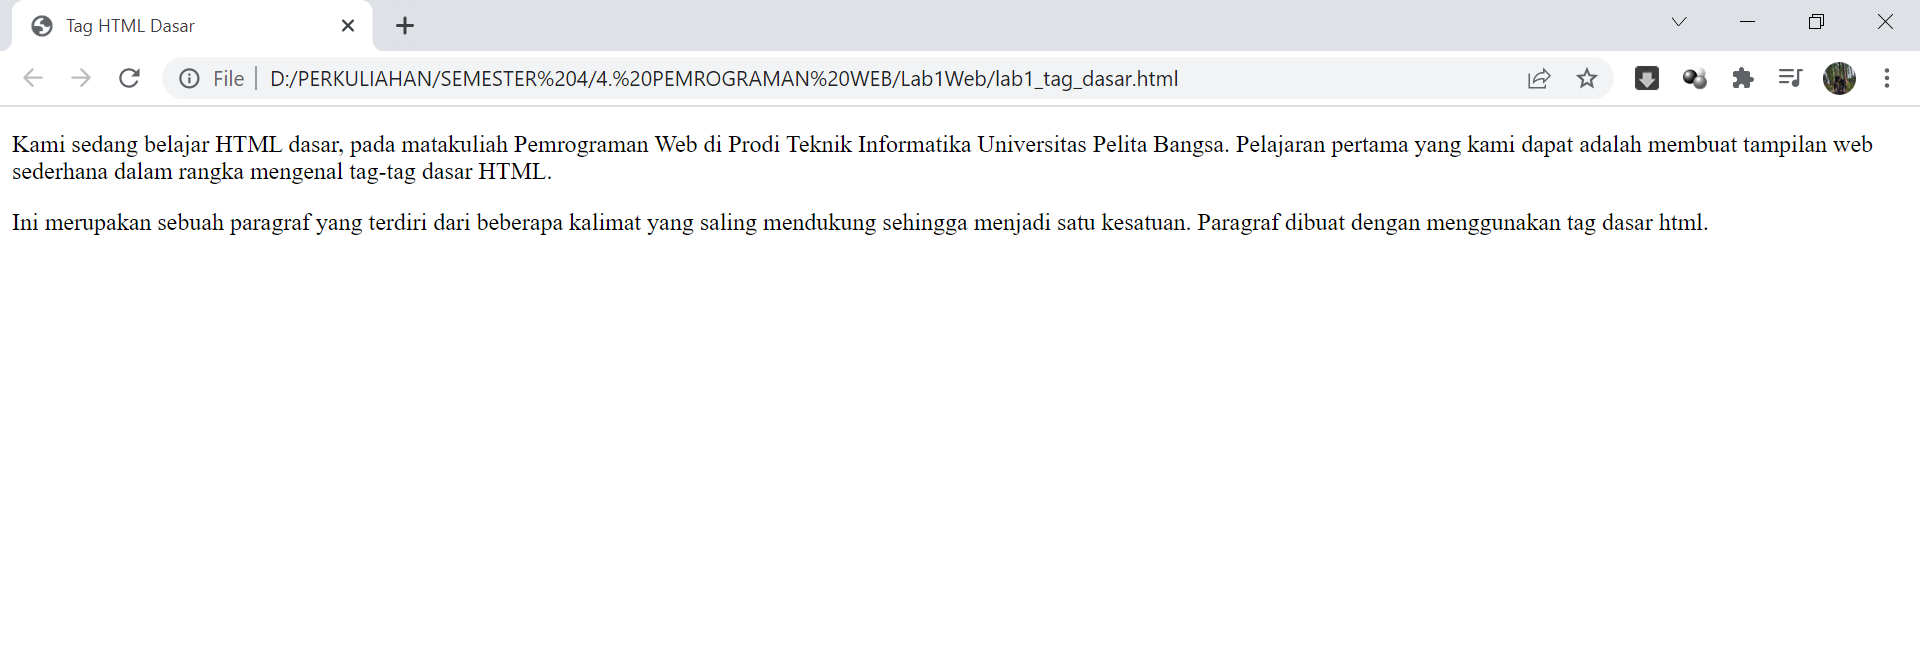 Tag HTML Dasar
File
D:/PERKULIAHAN/SEMESTER%204/4.%20PEMROGRAMAN%20WEB/Lab1Web/lab1_tag_dasar.html
Kami sedang belajar HTML dasar, pada matakuliah Pemrograman Web di Prodi Teknik Informatika Universitas Pelita Bangsa. Pelajaran pertama yang kami dapat adalah membuat tampilan web
sederhana dalam rangka mengenal tag-tag dasar HTML.
Ini merupakan sebuah paragraf yang terdiri dari beberapa kalimat yang saling mendukung sehingga menjadi satu kesatuan. Paragraf dibuat dengan menggunakan tag dasar html.